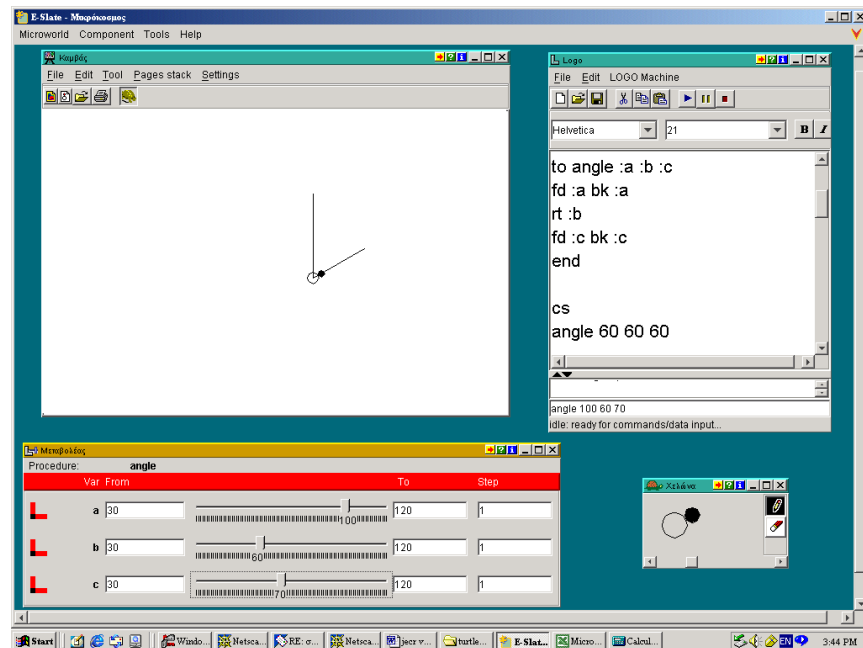 E-Slate - Μικρόκοσμος
Microworld Component Tools Help
Καμβάς
File Edit Tool Pages stack Settings
Logo
File Edit LOGO Machine
Helvetica 21 B I
to angle :a :b :c
fd :a bk :a
rt :b
fd :c bk :c
end
cs
angle 60 60 60
angle 100 60 70
idle: ready for commands/data input...
Μεταβολέας
Procedure: angle
Var From To Step
a 30 100 120 1
b 30 60 120 1
c 30 70 120 1
Χελώνα
Start Windo... Netsca... RE: σ... Netsca... jecr v... turtle... E-Slat... Micro... Calcul... EN 3:44 PM